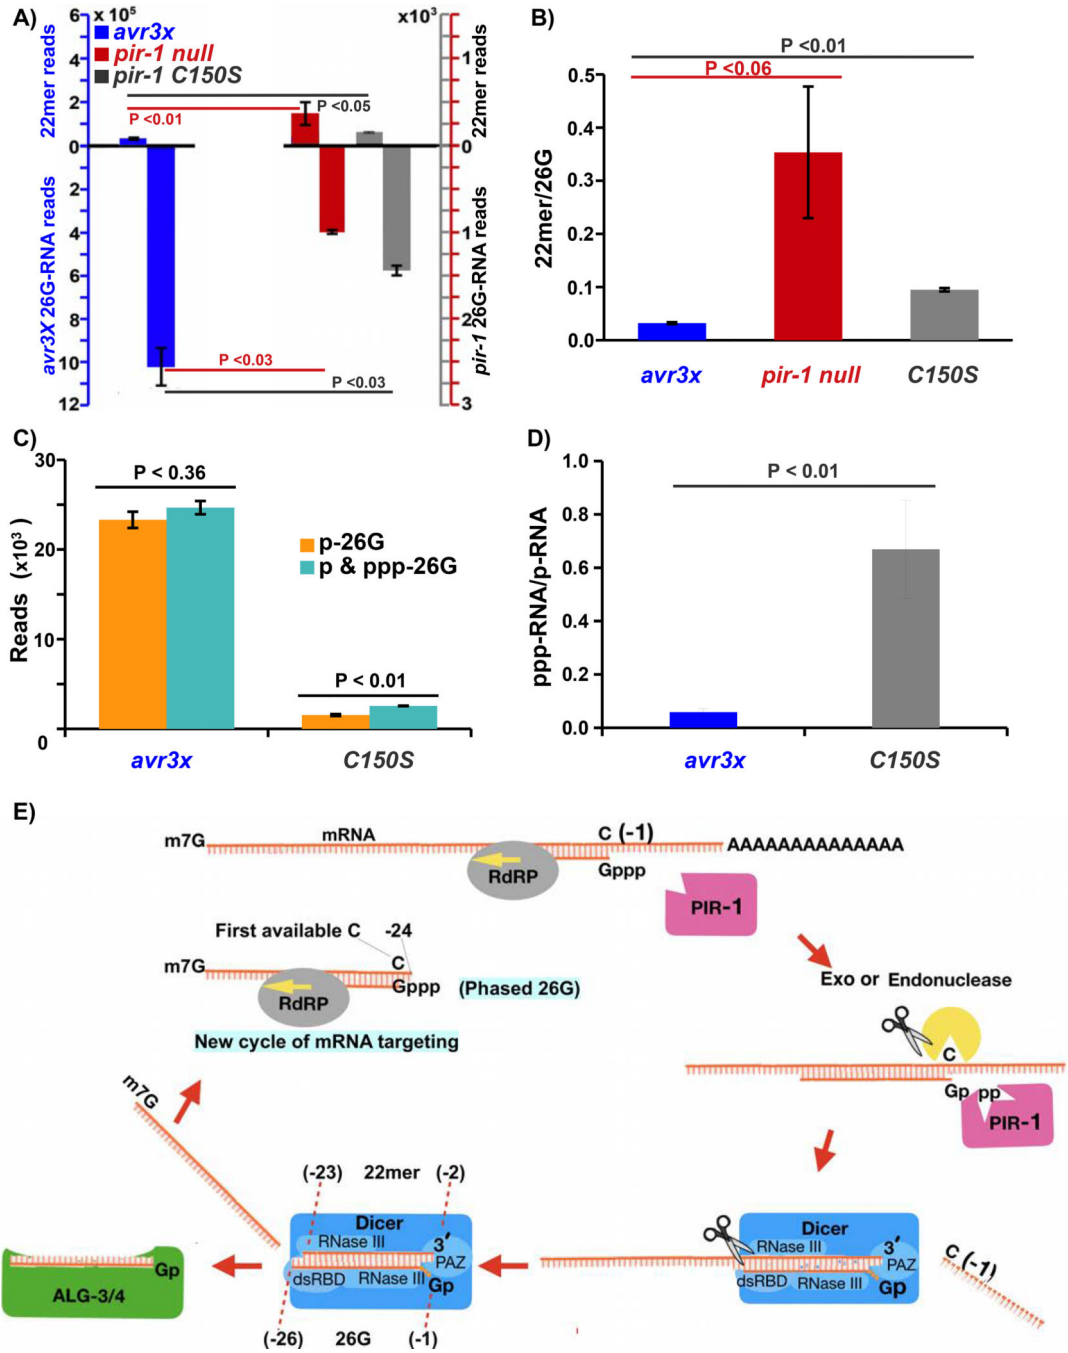 A)
6 x 10⁵
x10³
avr3x
pir-1 null
pir-1 C150S
22mer reads
22mer reads
4
2
0
2
4
6
8
10
12
1
0
1
2
3
P <0.01
P <0.05
P <0.03
P <0.03
avr3X 26G-RNA reads
pir-1 26G-RNA reads
B)
P <0.01
P <0.06
0.5
0.4
0.3
0.2
0.1
0.0
22mer/26G
avr3x
pir-1 null
C150S
C)
30
20
10
0
Reads (x10³)
P < 0.36
P < 0.01
p-26G
p & ppp-26G
avr3x
C150S
D)
1.0
0.8
0.6
0.4
0.2
0.0
ppp-RNA/p-RNA
P < 0.01
avr3x
C150S
E)
m7G
mRNA
C (-1)
AAAAAAAAAAAAAA
RdRP
Gppp
PIR-1
First available C
-24
m7G
C
Gppp
RdRP
(Phased 26G)
New cycle of mRNA targeting
Exo or Endonuclease
C
Gp pp
PIR-1
m7G
(-23)
22mer
(-2)
Dicer
RNase III
3′
PAZ
dsRBD
RNase III
Gp
(-26)
26G
(-1)
Dicer
RNase III
3′
PAZ
dsRBD
RNase III
Gp
C (-1)
Gp
ALG-3/4